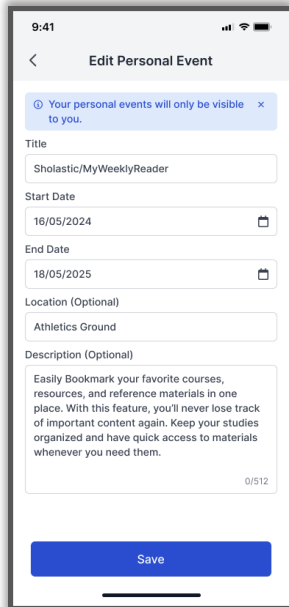 9:41
Edit Personal Event
Your personal events will only be visible
to you.
Title
Sholastic/MyWeeklyReader
Start Date
16/05/2024
End Date
18/05/2025
Location (Optional)
Athletics Ground
Description (Optional)
Easily Bookmark your favorite courses,
resources, and reference materials in one
place. With this feature, you'll never lose track
of important content again. Keep your studies
organized and have quick access to materials
whenever you need them.
0/512
Save